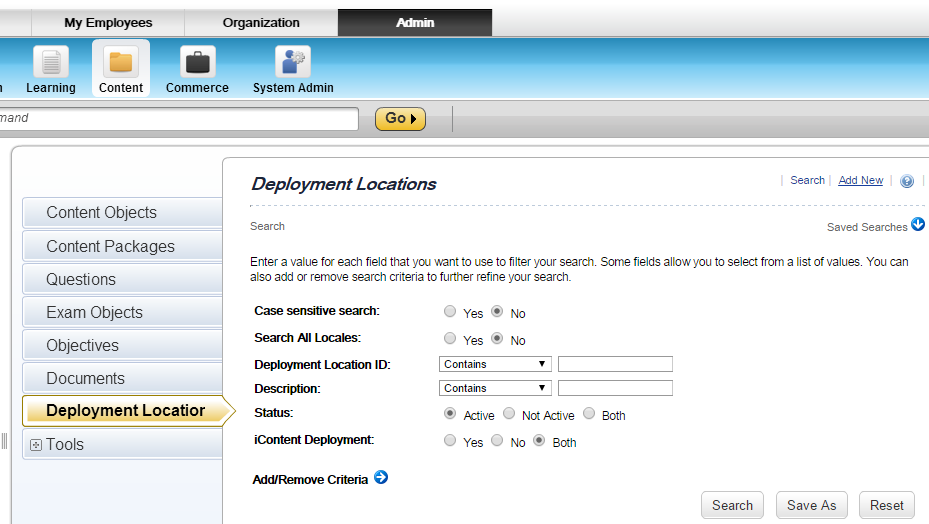 My Employees Organization Admin
Learning Content Commerce System Admin
mand Go
Deployment Locations
Search Add New
Search
Saved Searches
Enter a value for each field that you want to use to filter your search. Some fields allow you to select from a list of values. You can
also add or remove search criteria to further refine your search.
Content Objects
Content Packages
Questions
Exam Objects
Objectives
Documents
Deployment Locatior
Tools
Case sensitive search: Yes No
Search All Locales: Yes No
Deployment Location ID: Contains
Description: Contains
Status: Active Not Active Both
iContent Deployment: Yes No Both
Add/Remove Criteria
Search Save As Reset